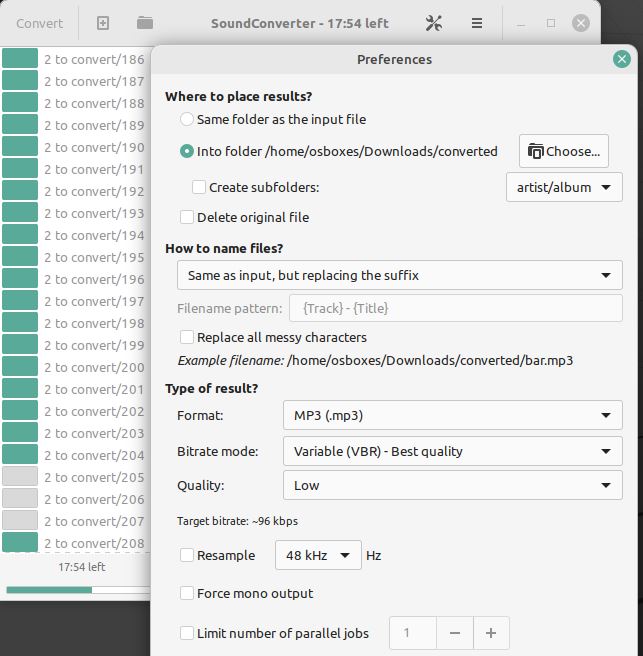 Convert
SoundConverter - 17:54 left
2 to convert/186
2 to convert/187
2 to convert/188
2 to convert/189
2 to convert/190
2 to convert/191
2 to convert/192
2 to convert/193
2 to convert/194
2 to convert/195
2 to convert/196
2 to convert/197
2 to convert/198
2 to convert/199
2 to convert/200
2 to convert/201
2 to convert/202
2 to convert/203
2 to convert/204
2 to convert/205
2 to convert/206
2 to convert/207
2 to convert/208
17:54 left
Preferences
Where to place results?
Same folder as the input file
Into folder /home/osboxes/Downloads/converted
Choose...
Create subfolders:
artist/album
Delete original file
How to name files?
Same as input, but replacing the suffix
Filename pattern: {Track} - {Title}
Replace all messy characters
Example filename: /home/osboxes/Downloads/converted/bar.mp3
Type of result?
Format: MP3 (.mp3)
Bitrate mode: Variable (VBR) - Best quality
Quality: Low
Target bitrate: ~96 kbps
Resample 48 kHz Hz
Force mono output
Limit number of parallel jobs 1 − +